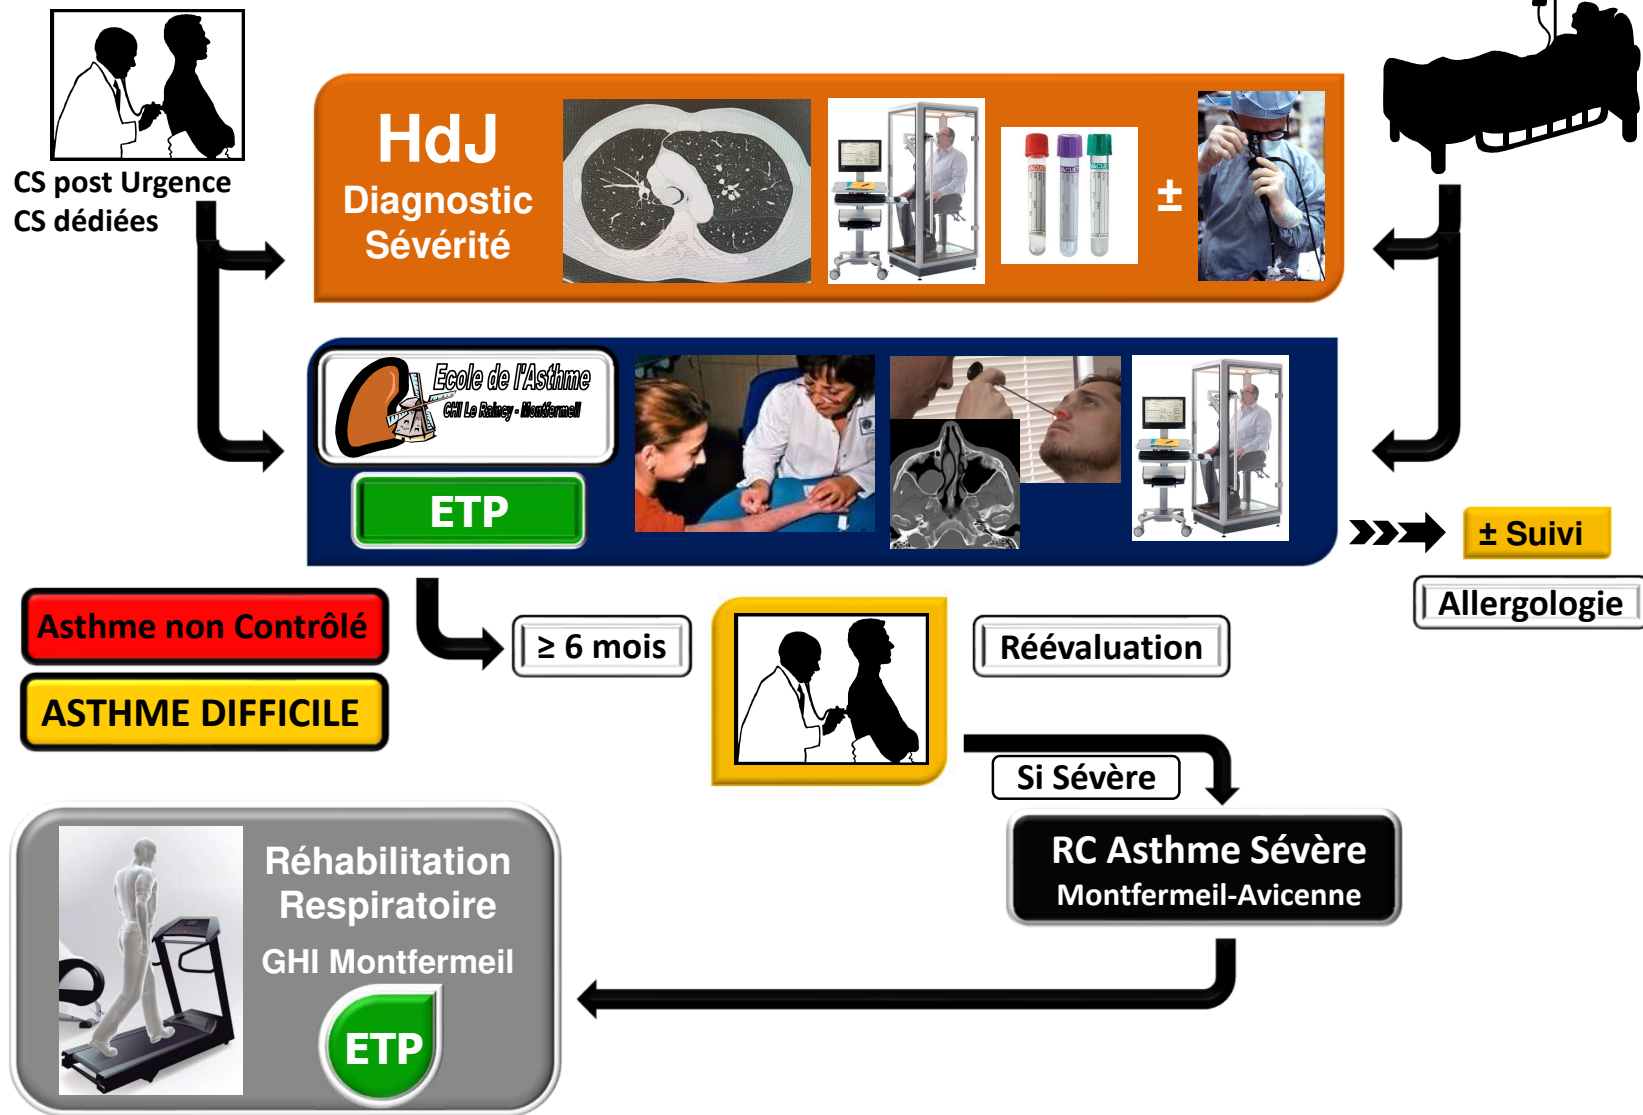 CS post Urgence
CS dédiées
HdJ
Diagnostic
Sévérité
±
Ecole de l'Asthme
CHI Le Raincy - Montfermeil
ETP
± Suivi
Allergologie
Asthme non Contrôlé
ASTHME DIFFICILE
≥ 6 mois
Réévaluation
Si Sévère
RC Asthme Sévère
Montfermeil-Avicenne
Réhabilitation
Respiratoire
GHI Montfermeil
ETP